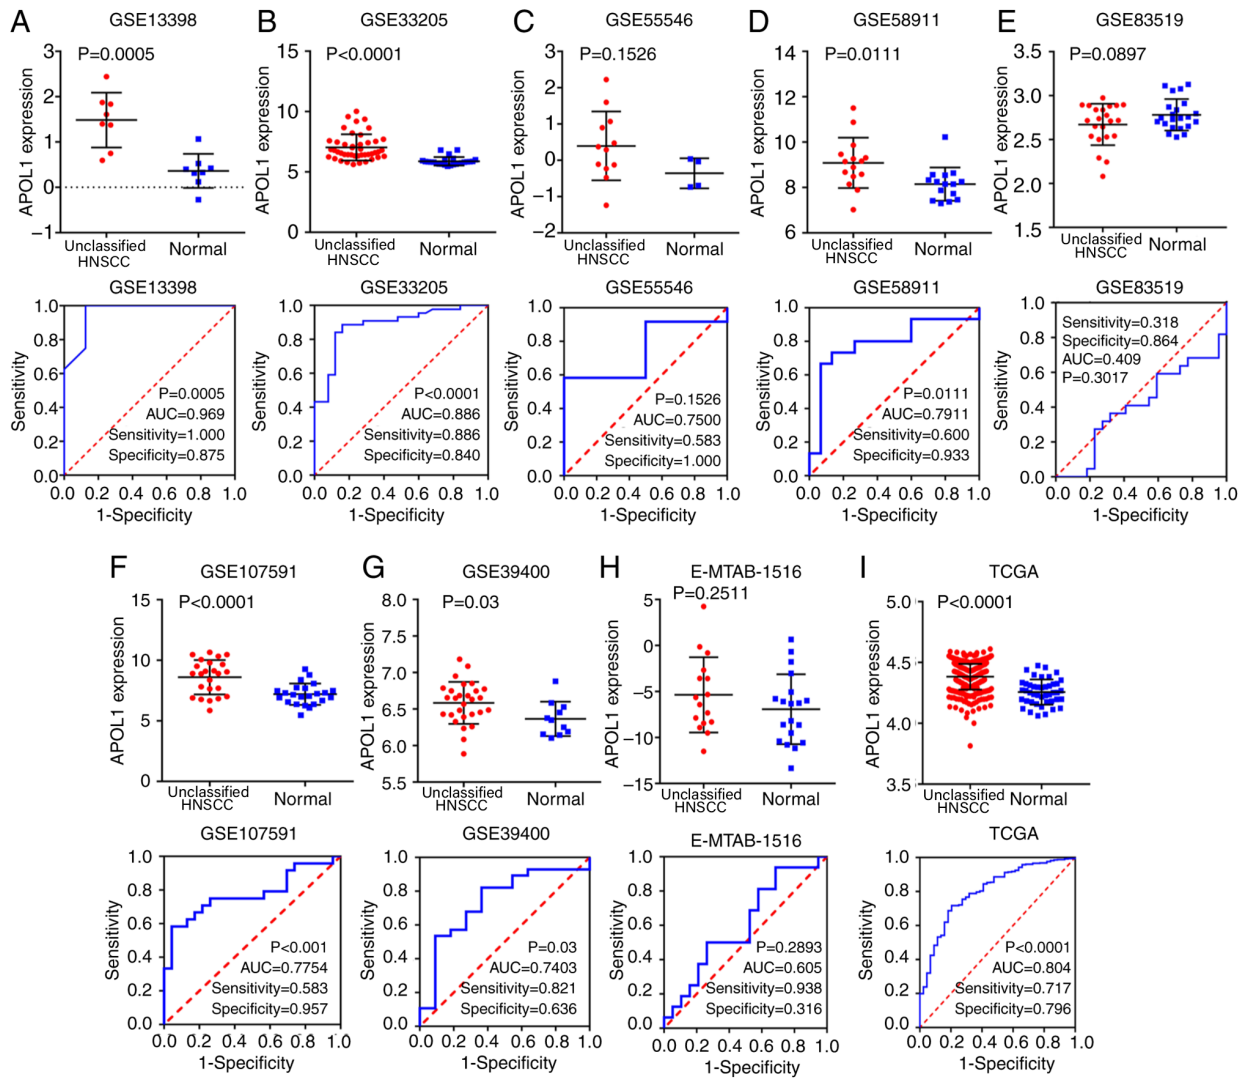 A
GSE13398
P=0.0005
APOL1 expression
3
2
1
0
−1
Unclassified
HNSCC
Normal
B
GSE33205
P<0.0001
APOL1 expression
15
10
5
0
Unclassified
HNSCC
Normal
C
GSE55546
P=0.1526
APOL1 expression
3
2
1
0
−1
−2
Unclassified
HNSCC
Normal
D
GSE58911
P=0.0111
APOL1 expression
14
12
10
8
6
Unclassified
HNSCC
Normal
E
GSE83519
P=0.0897
APOL1 expression
3.5
3.0
2.5
2.0
1.5
Unclassified
HNSCC
Normal
GSE13398
Sensitivity
1.0
0.8
0.6
0.4
0.2
0.0
P=0.0005
AUC=0.969
Sensitivity=1.000
Specificity=0.875
0.0 0.2 0.4 0.6 0.8 1.0
1-Specificity
GSE33205
Sensitivity
1.0
0.8
0.6
0.4
0.2
0.0
P<0.0001
AUC=0.886
Sensitivity=0.886
Specificity=0.840
0.0 0.2 0.4 0.6 0.8 1.0
1-Specificity
GSE55546
Sensitivity
1.0
0.8
0.6
0.4
0.2
0.0
P=0.1526
AUC=0.7500
Sensitivity=0.583
Specificity=1.000
0.0 0.2 0.4 0.6 0.8 1.0
1-Specificity
GSE58911
Sensitivity
1.0
0.8
0.6
0.4
0.2
0.0
P=0.0111
AUC=0.7911
Sensitivity=0.600
Specificity=0.933
0.0 0.2 0.4 0.6 0.8 1.0
1-Specificity
GSE83519
Sensitivity
1.0
0.8
0.6
0.4
0.2
0.0
Sensitivity=0.318
Specificity=0.864
AUC=0.409
P=0.3017
0.0 0.2 0.4 0.6 0.8 1.0
1-Specificity
F
GSE107591
P<0.0001
APOL1 expression
15
10
5
0
Unclassified
HNSCC
Normal
G
GSE39400
P=0.03
APOL1 expression
8.0
7.5
7.0
6.5
6.0
5.5
Unclassified
HNSCC
Normal
H
E-MTAB-1516
P=0.2511
APOL1 expression
5
0
−5
−10
−15
Unclassified
HNSCC
Normal
I
TCGA
P<0.0001
APOL1 expression
5.0
4.5
4.0
3.5
Unclassified
HNSCC
Normal
GSE107591
Sensitivity
1.0
0.8
0.6
0.4
0.2
0.0
P<0.001
AUC=0.7754
Sensitivity=0.583
Specificity=0.957
0.0 0.2 0.4 0.6 0.8 1.0
1-Specificity
GSE39400
Sensitivity
1.0
0.8
0.6
0.4
0.2
0.0
P=0.03
AUC=0.7403
Sensitivity=0.821
Specificity=0.636
0.0 0.2 0.4 0.6 0.8 1.0
1-Specificity
E-MTAB-1516
Sensitivity
1.0
0.8
0.6
0.4
0.2
0.0
P=0.2893
AUC=0.605
Sensitivity=0.938
Specificity=0.316
0.0 0.2 0.4 0.6 0.8 1.0
1-Specificity
TCGA
Sensitivity
1.0
0.8
0.6
0.4
0.2
0.0
P<0.0001
AUC=0.804
Sensitivity=0.717
Specificity=0.796
0.0 0.2 0.4 0.6 0.8 1.0
1-Specificity